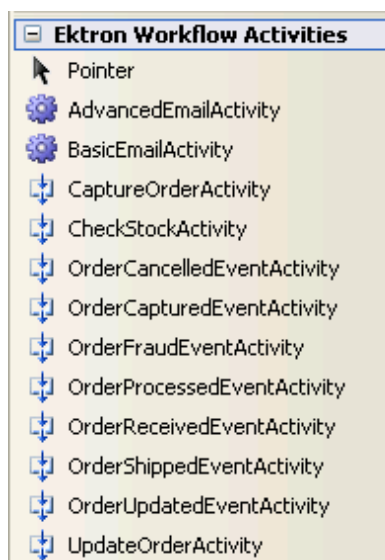 Ektron Workflow Activities
Pointer
AdvancedEmailActivity
BasicEmailActivity
CaptureOrderActivity
CheckStockActivity
OrderCancelledEventActivity
OrderCapturedEventActivity
OrderFraudEventActivity
OrderProcessedEventActivity
OrderReceivedEventActivity
OrderShippedEventActivity
OrderUpdatedEventActivity
UpdateOrderActivity